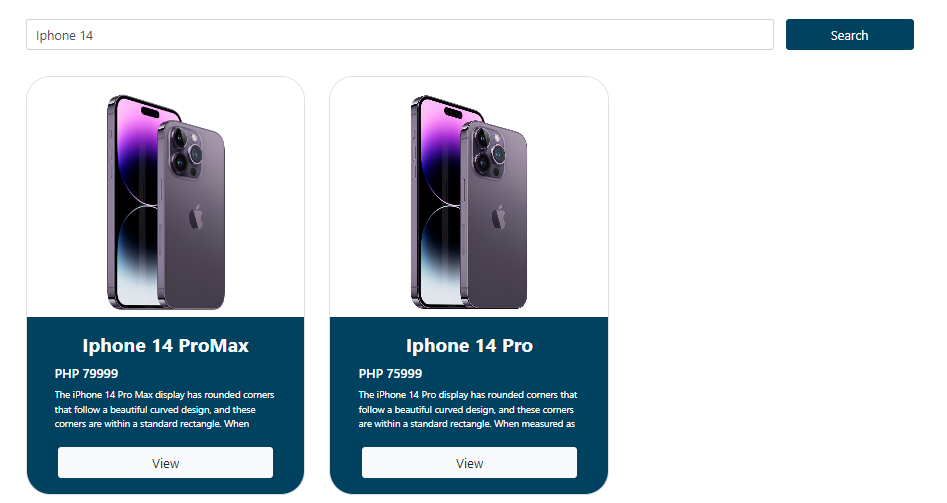 Iphone 14
Search
Iphone 14 ProMax
PHP 79999
The iPhone 14 Pro Max display has rounded corners
that follow a beautiful curved design, and these
corners are within a standard rectangle. When
View
Iphone 14 Pro
PHP 75999
The iPhone 14 Pro display has rounded corners that
follow a beautiful curved design, and these corners
are within a standard rectangle. When measured as
View